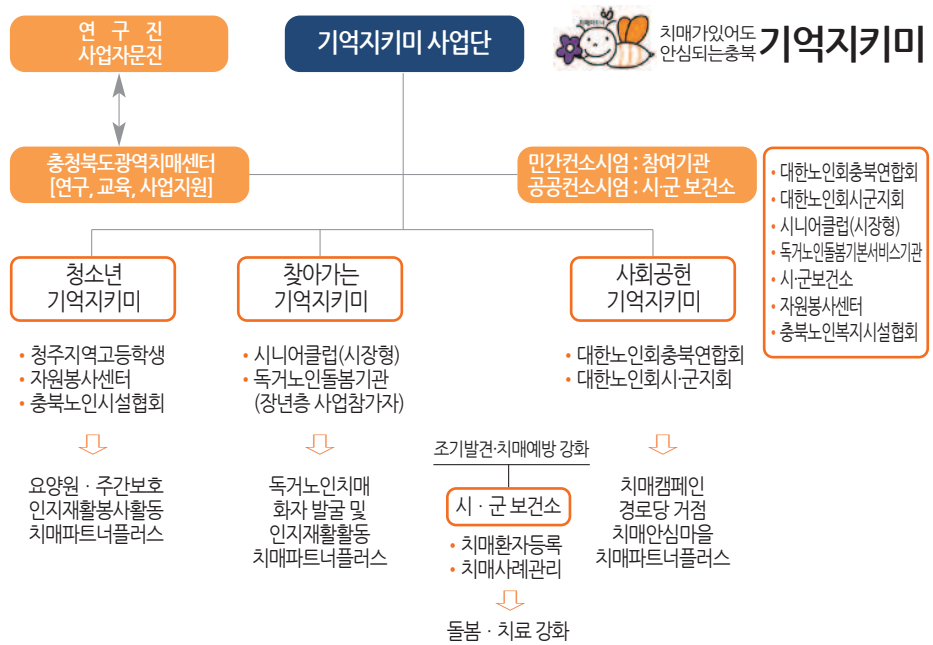 연 구 진
사업자문진
기억지키미 사업단
치매파트너
치매가있어도
안심되는충북
기억지키미
충청북도광역치매센터
[연구, 교육, 사업지원]
민간컨소시엄 : 참여기관
공공컨소시엄 : 시·군 보건소
• 대한노인회충북연합회
• 대한노인회시군지회
• 시니어클럽(시장형)
• 독거노인돌봄기본서비스기관
• 시·군보건소
• 자원봉사센터
• 충북노인복지시설협회
청소년
기억지키미
• 청주지역고등학생
• 자원봉사센터
• 충북노인시설협회
요양원 · 주간보호
인지재활봉사활동
치매파트너플러스
찾아가는
기억지키미
• 시니어클럽(시장형)
• 독거노인돌봄기관
(장년층 사업참가자)
독거노인치매
화자 발굴 및
인지재활활동
치매파트너플러스
조기발견·치매예방 강화
시 · 군 보건소
• 치매환자등록
• 치매사례관리
돌봄 · 치료 강화
사회공헌
기억지키미
• 대한노인회충북연합회
• 대한노인회시·군지회
치매캠페인
경로당 거점
치매안심마을
치매파트너플러스